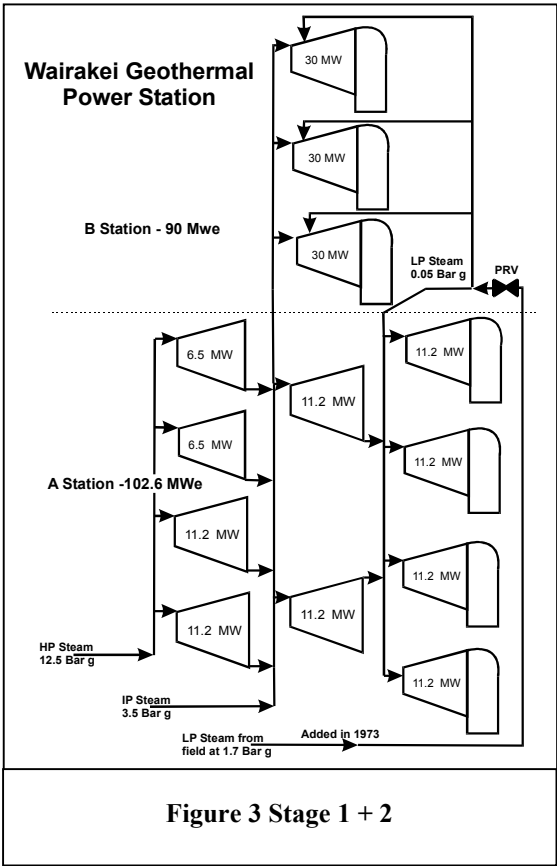 Wairakei Geothermal
Power Station
30 MW
30 MW
30 MW
B Station - 90 Mwe
LP Steam
0.05 Bar g
PRV
6.5 MW
11.2 MW
11.2 MW
6.5 MW
11.2 MW
A Station -102.6 MWe
11.2 MW
11.2 MW
11.2 MW
11.2 MW
11.2 MW
HP Steam
12.5 Bar g
IP Steam
3.5 Bar g
LP Steam from
field at 1.7 Bar g
Added in 1973
Figure 3 Stage 1 + 2